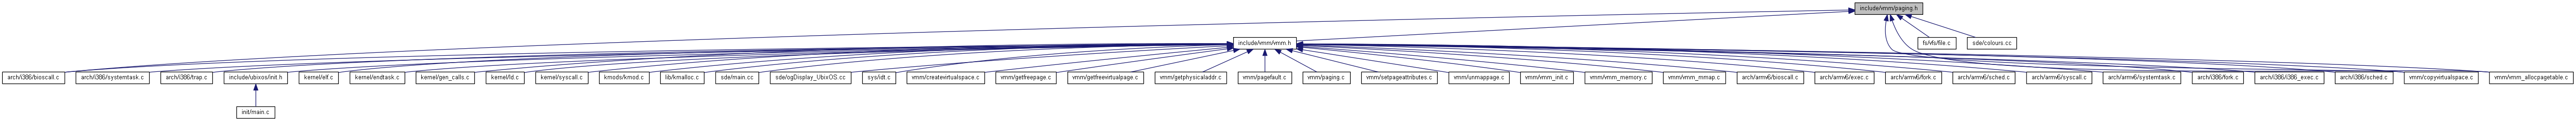 include/vmm/paging.h
include/vmm/vmm.h
fs/vfs/file.c
sde/colours.cc
arch/i386/bioscall.c
arch/i386/systemtask.c
arch/i386/trap.c
include/ubixos/init.h
kernel/elf.c
kernel/endtask.c
kernel/gen_calls.c
kernel/ld.c
kernel/syscall.c
kmods/kmod.c
lib/kmalloc.c
sde/main.cc
sde/ogDisplay_UbixOS.cc
sys/idt.c
vmm/createvirtualspace.c
vmm/getfreepage.c
vmm/getfreevirtualpage.c
vmm/getphysicaladdr.c
vmm/pagefault.c
vmm/paging.c
vmm/setpageattributes.c
vmm/unmappage.c
vmm/vmm_init.c
vmm/vmm_memory.c
vmm/vmm_mmap.c
arch/armv6/bioscall.c
arch/armv6/exec.c
arch/armv6/fork.c
arch/armv6/sched.c
arch/armv6/syscall.c
arch/armv6/systemtask.c
arch/i386/fork.c
arch/i386/i386_exec.c
arch/i386/sched.c
vmm/copyvirtualspace.c
vmm/vmm_allocpagetable.c
init/main.c